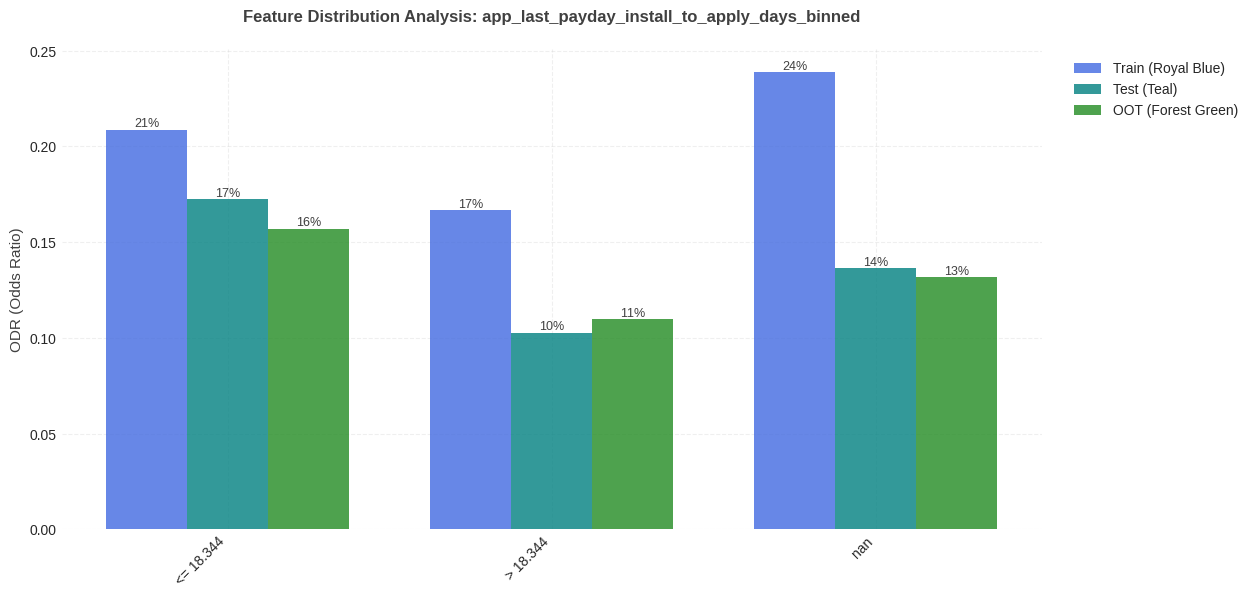 Feature Distribution Analysis: app_last_payday_install_to_apply_days_binned
ODR (Odds Ratio)
0.25
0.20
0.15
0.10
0.05
0.00
21%
17%
16%
17%
10%
11%
24%
14%
13%
<= 18.344
> 18.344
nan
Train (Royal Blue)
Test (Teal)
OOT (Forest Green)